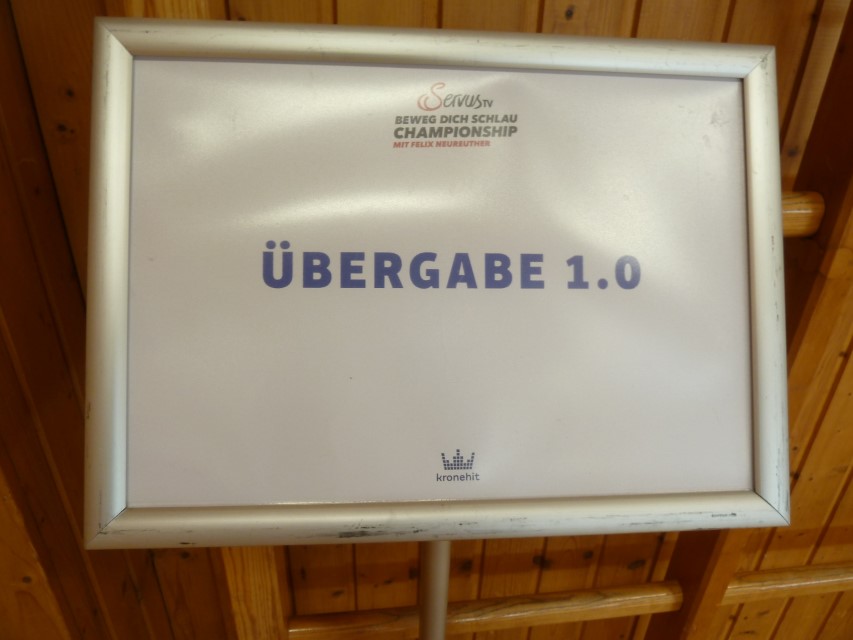 ServusTV
BEWEG DICH SCHLAU
CHAMPIONSHIP
MIT FELIX NEUREUTHER
ÜBERGABE 1.0
kronehit